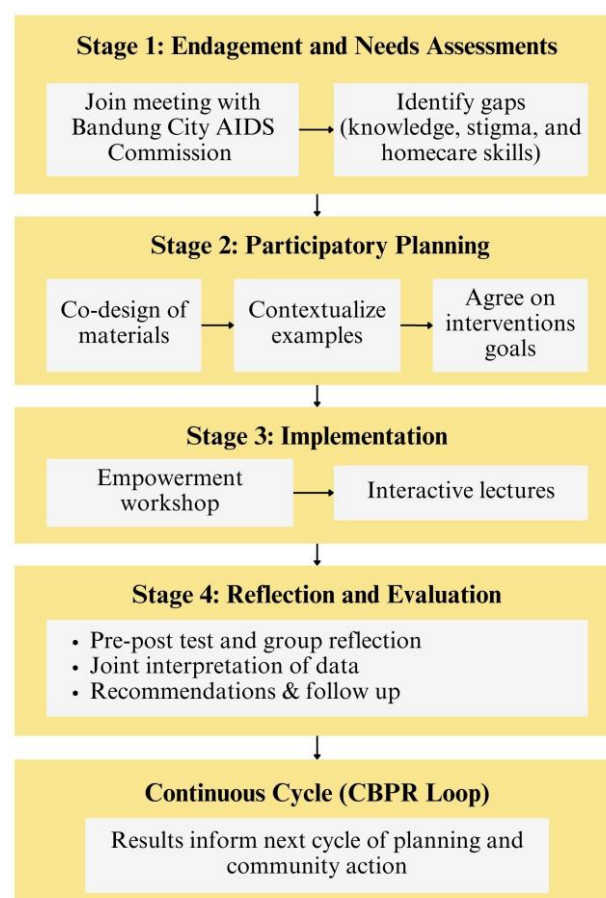 Stage 1: Endagement and Needs Assessments
Join meeting with
Bandung City AIDS
Commission
Identify gaps
(knowledge, stigma, and
homecare skills)
Stage 2: Participatory Planning
Co-design of
materials
Contextualize
examples
Agree on
interventions
goals
Stage 3: Implementation
Empowerment
workshop
Interactive lectures
Stage 4: Reflection and Evaluation
• Pre-post test and group reflection
• Joint interpretation of data
• Recommendations & follow up
Continuous Cycle (CBPR Loop)
Results inform next cycle of planning and
community action